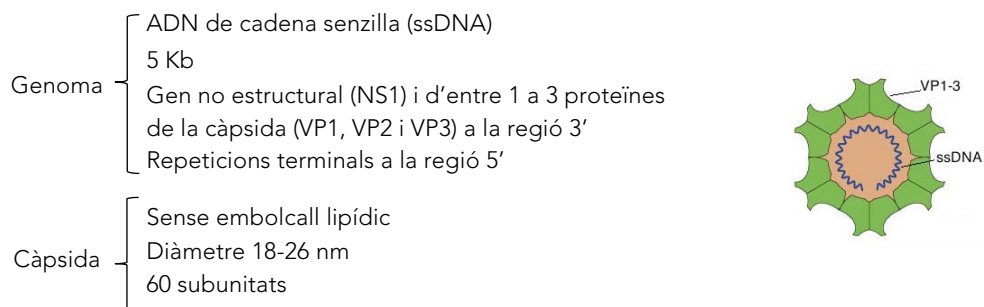 Genoma
ADN de cadena senzilla (ssDNA)
5 Kb
Gen no estructural (NS1) i d’entre 1 a 3 proteïnes
de la càpsida (VP1, VP2 i VP3) a la regió 3’
Repeticions terminals a la regió 5’
Càpsida
Sense embolcall lipídic
Diàmetre 18-26 nm
60 subunitats
VP1-3
ssDNA